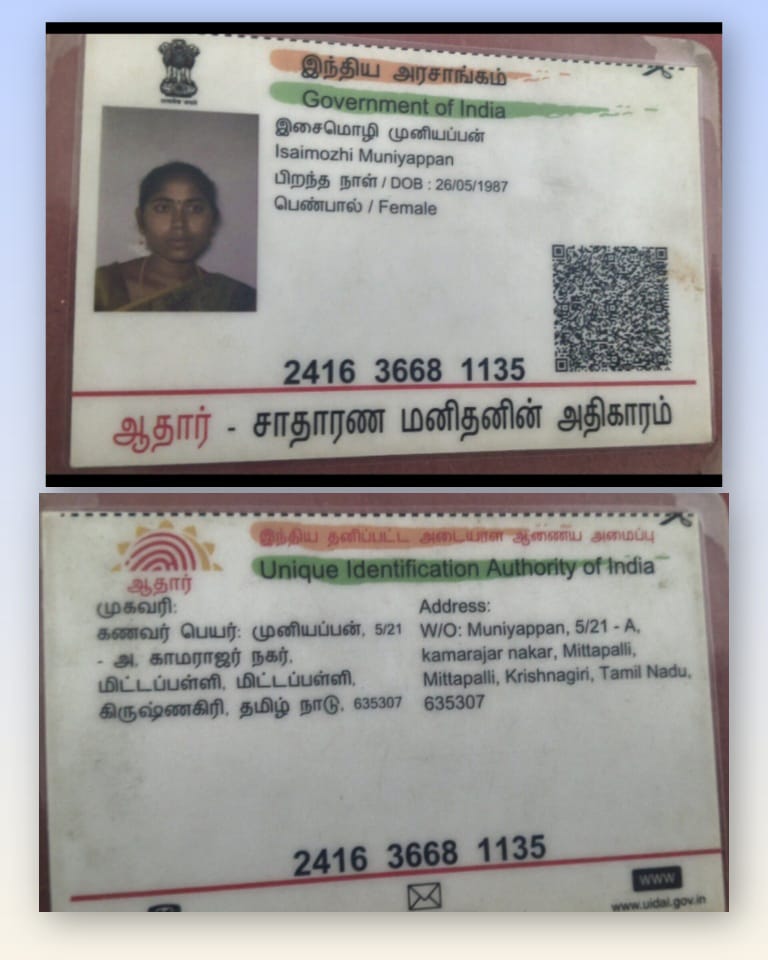 இந்திய அரசாங்கம்
Government of India
இசைமொழி முனியப்பன்
Isaimozhi Muniyappan
பிறந்த நாள் / DOB : 26/05/1987
பெண்பால் / Female
2416 3668 1135
ஆதார் - சாதாரண மனிதனின் அதிகாரம்
இந்திய தனிப்பட்ட அடையாள ஆணைய அமைப்பு
Unique Identification Authority of India
ஆதார்
முகவரி:
கணவர் பெயர்: முனியப்பன், 5/21
- அ, காமராஜர் நகர்,
மிட்டப்பள்ளி, மிட்டப்பள்ளி,
கிருஷ்ணகிரி, தமிழ் நாடு, 635307
Address:
W/O: Muniyappan, 5/21 - A,
kamarajar nakar, Mittapalli,
Mittapalli, Krishnagiri, Tamil Nadu,
635307
2416 3668 1135
www
www.uidai.gov.in